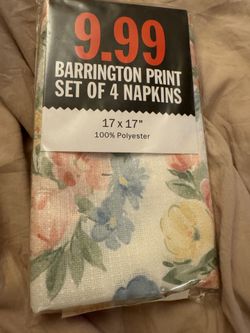 9.99
BARRINGTON PRINT
SET OF 4 NAPKINS
17 x 17"
100% Polyester